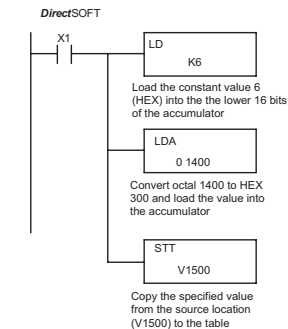 DirectSOFT
X1
LD
K6
Load the constant value 6
(HEX) into the the lower 16 bits
of the accumulator
LDA
0 1400
Convert octal 1400 to HEX
300 and load the value into
the accumulator
STT
V1500
Copy the specified value
from the source location
(V1500) to the table